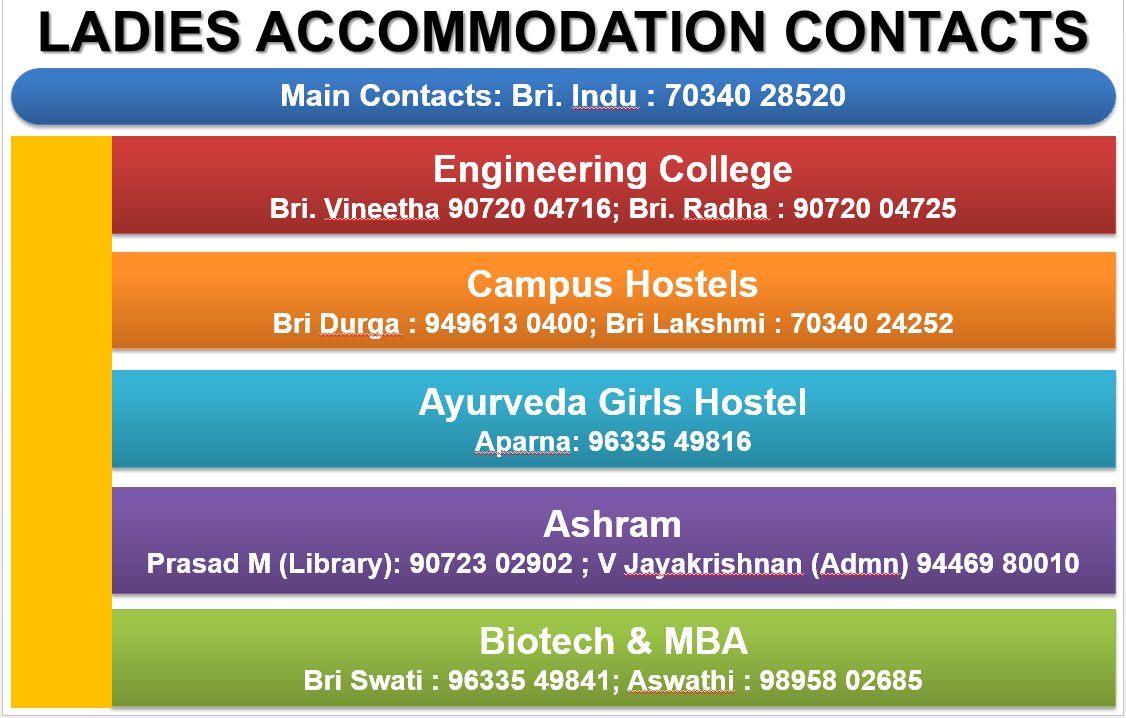 LADIES ACCOMMODATION CONTACTS
Main Contacts: Bri. Indu : 70340 28520
Engineering College
Bri. Vineetha 90720 04716; Bri. Radha : 90720 04725
Campus Hostels
Bri Durga : 949613 0400; Bri Lakshmi : 70340 24252
Ayurveda Girls Hostel
Aparna: 96335 49816
Ashram
Prasad M (Library): 90723 02902 ; V Jayakrishnan (Admn) 94469 80010
Biotech & MBA
Bri Swati : 96335 49841; Aswathi : 98958 02685